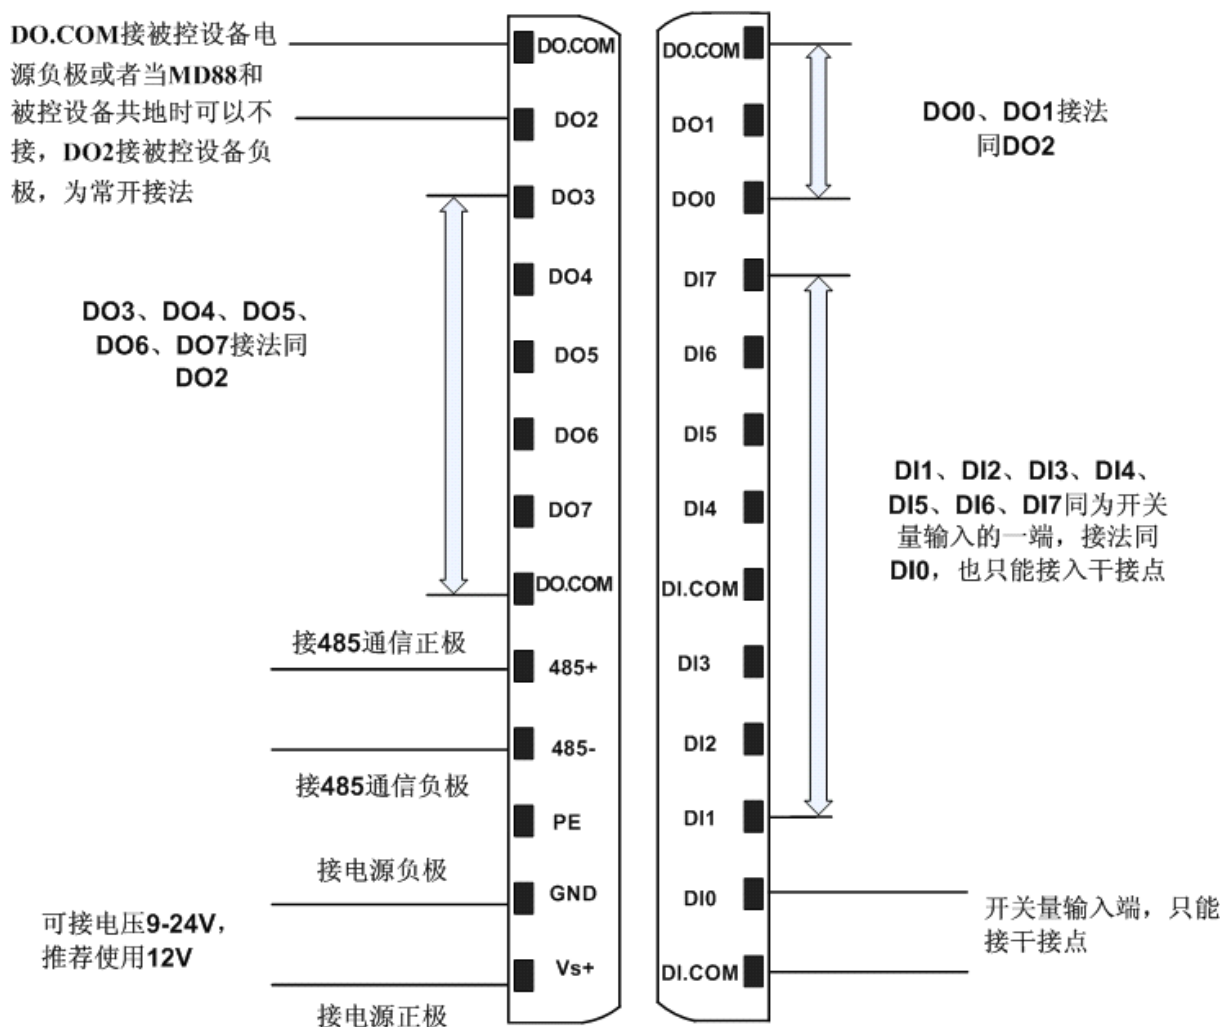 DO.COM接被控设备电
源负极或者当MD88和
被控设备共地时可以不
接，DO2接被控设备负
极，为常开接法
DO3、DO4、DO5、
DO6、DO7接法同
DO2
接485通信正极
接485通信负极
接电源负极
可接电压9-24V，
推荐使用12V
接电源正极
DO.COM
DO2
DO3
DO4
DO5
DO6
DO7
DO.COM
485+
485-
PE
GND
Vs+
DO.COM
DO1
DO0
DI7
DI6
DI5
DI4
DI.COM
DI3
DI2
DI1
DI0
DI.COM
DO0、DO1接法
同DO2
DI1、DI2、DI3、DI4、
DI5、DI6、DI7同为开关
量输入的一端，接法同
DI0，也只能接入干接点
开关量输入端，只能
接干接点